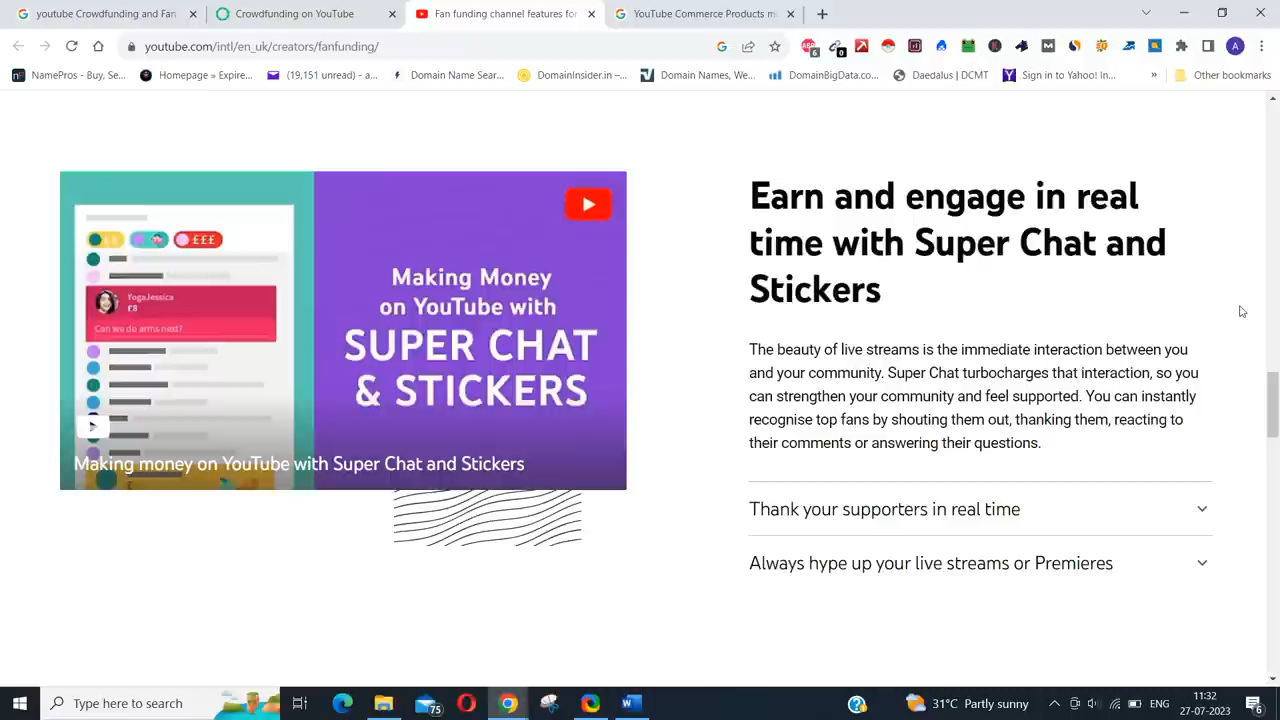 youtube Crowdfunding and Fan
Crowdfunding on YouTube
Fan funding channel features for
YouTube Commerce Products m
youtube.com/intl/en_uk/creators/fanfunding/
6
0
A
NamePros - Buy, Se...
Homepage » Expire...
(19,151 unread) - a...
Domain Name Sear...
DomainInsider.in –...
Domain Names, We...
DomainBigData.co...
Daedalus | DCMT
Sign in to Yahoo! In...
»
Other bookmarks
£££
YogaJessica
£8
Can we do arms next?
Making Money
on YouTube with
SUPER CHAT
& STICKERS
Making money on YouTube with Super Chat and Stickers
Earn and engage in real
time with Super Chat and
Stickers
The beauty of live streams is the immediate interaction between you
and your community. Super Chat turbocharges that interaction, so you
can strengthen your community and feel supported. You can instantly
recognise top fans by shouting them out, thanking them, reacting to
their comments or answering their questions.
Thank your supporters in real time
Always hype up your live streams or Premieres
Type here to search
75
31°C Partly sunny
ENG
11:32
27-07-2023